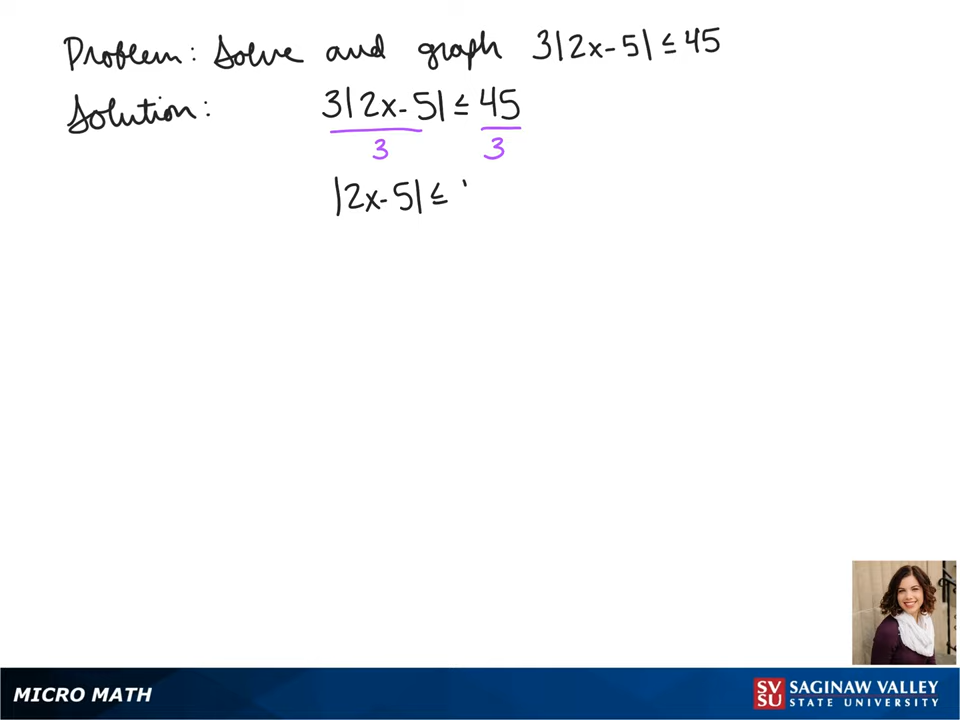 Problem: Solve and graph 3|2x-5| ≤ 45
Solution: 3|2x-5| ≤ 45
3 3
|2x-5| ≤
MICRO MATH
SV SU SAGINAW VALLEY
STATE UNIVERSITY